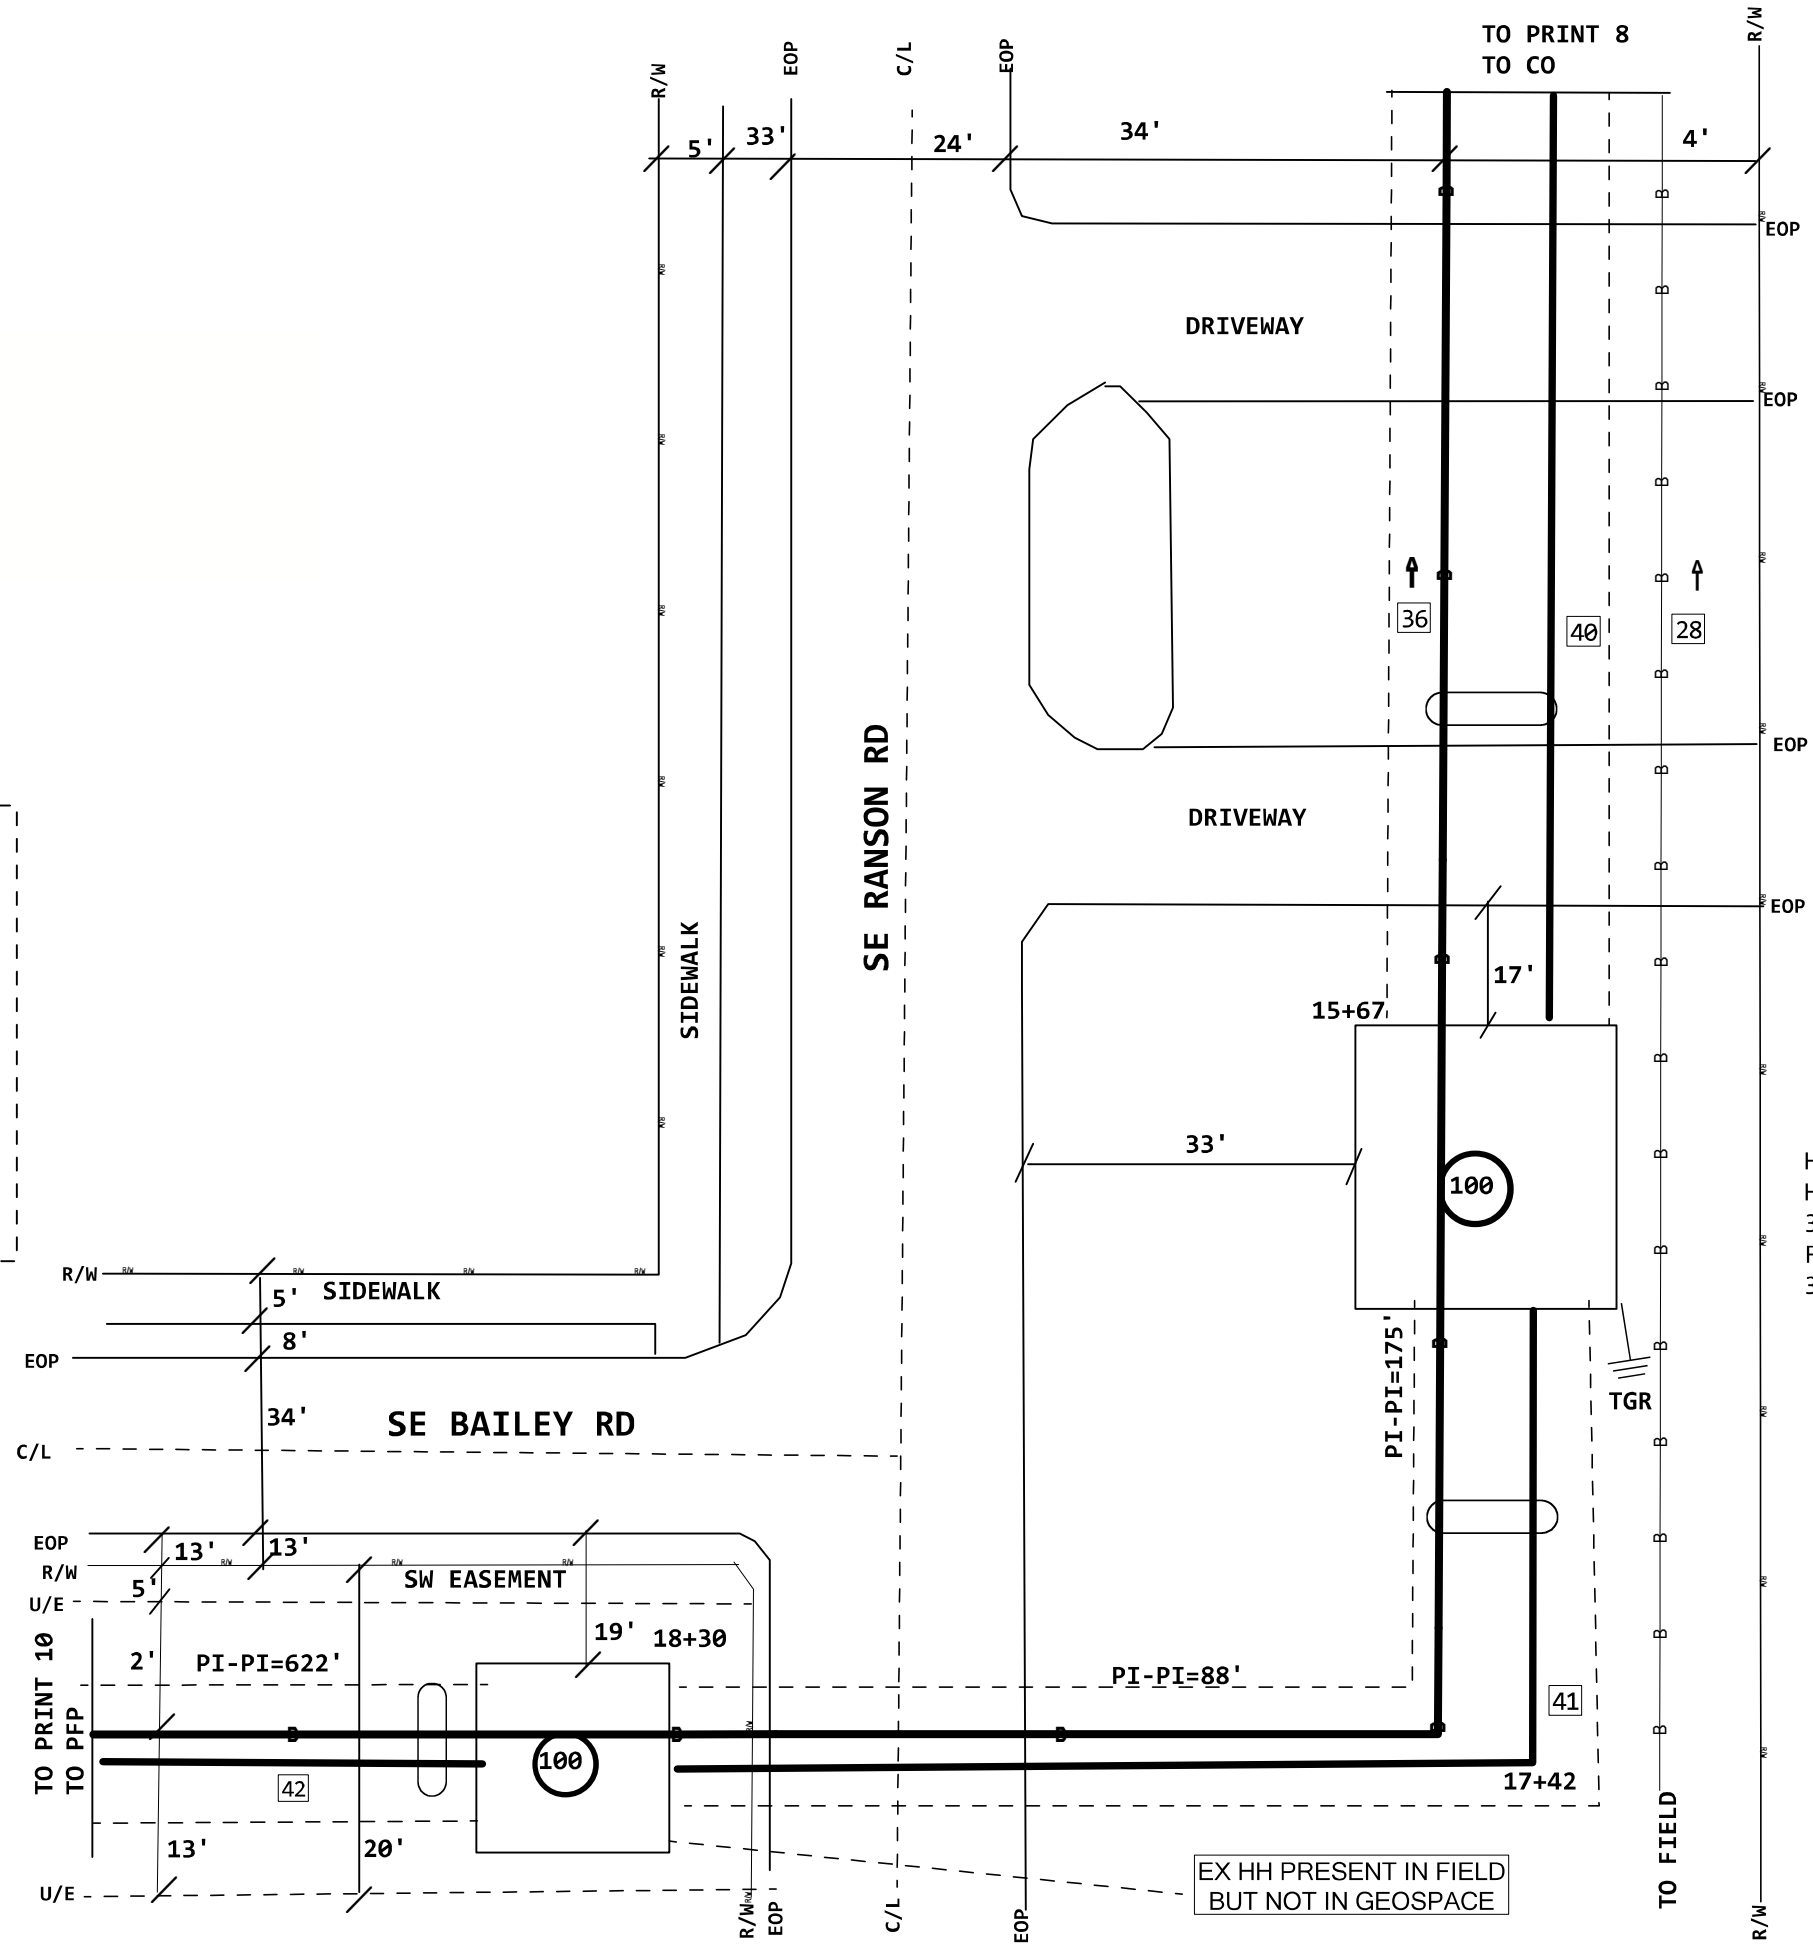 TO PRINT 8
TO CO
R/W
EOP
C/L
EOP
R/W
5'
33'
24'
34'
4'
EOP
DRIVEWAY
EOP
36
40
28
EOP
SE RANSON RD
DRIVEWAY
EOP
SIDEWALK
17'
15+67
33'
100
R/W
5'
SIDEWALK
8'
EOP
34'
SE BAILEY RD
C/L
PI-PI=175'
TGR
EOP
13'
13'
R/W
SW EASEMENT
5'
U/E
19'
18+30
2'
PI-PI=622'
PI-PI=88'
TO PRINT 10
TO PFP
41
100
42
17+42
13'
20'
TO FIELD
EX HH PRESENT IN FIELD
BUT NOT IN GEOSPACE
U/E
R/W
EOP
C/L
EOP
R/W